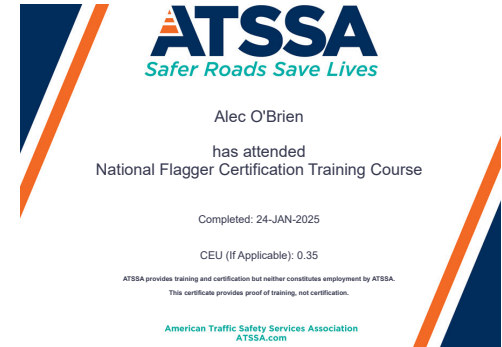 ATSSA
Safer Roads Save Lives
Alec O'Brien
has attended
National Flagger Certification Training Course
Completed: 24-JAN-2025
CEU (If Applicable): 0.35
ATSSA provides training and certification but neither constitutes employment by ATSSA.
This certificate provides proof of training, not certification.
American Traffic Safety Services Association
ATSSA.com